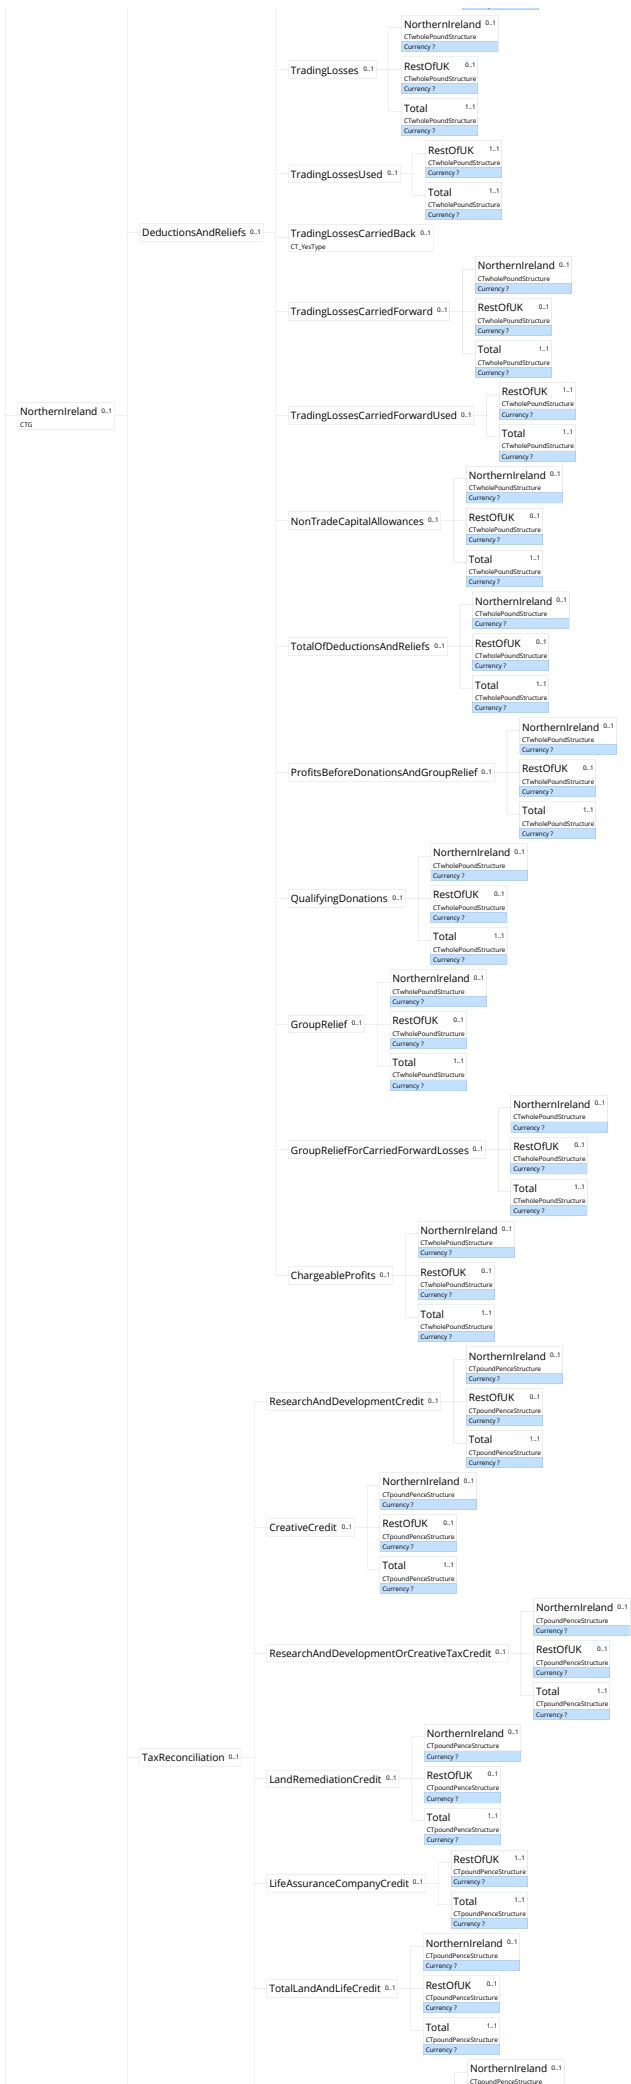 NorthernIreland 0..1
CTwholePoundStructure
Currency ?
TradingLosses 0..1
RestOfUK 0..1
CTwholePoundStructure
Currency ?
Total 1..1
CTwholePoundStructure
Currency ?
RestOfUK 1..1
CTwholePoundStructure
Currency ?
TradingLossesUsed 0..1
Total 1..1
CTwholePoundStructure
Currency ?
DeductionsAndReliefs 0..1
TradingLossesCarriedBack 0..1
CT_YesType
NorthernIreland 0..1
CTwholePoundStructure
Currency ?
TradingLossesCarriedForward 0..1
RestOfUK 0..1
CTwholePoundStructure
Currency ?
Total 1..1
CTwholePoundStructure
Currency ?
NorthernIreland 0..1
CTG
RestOfUK 1..1
CTwholePoundStructure
Currency ?
TradingLossesCarriedForwardUsed 0..1
Total 1..1
CTwholePoundStructure
Currency ?
NorthernIreland 0..1
CTwholePoundStructure
Currency ?
NonTradeCapitalAllowances 0..1
RestOfUK 0..1
CTwholePoundStructure
Currency ?
Total 1..1
CTwholePoundStructure
Currency ?
NorthernIreland 0..1
CTwholePoundStructure
Currency ?
TotalOfDeductionsAndReliefs 0..1
RestOfUK 0..1
CTwholePoundStructure
Currency ?
Total 1..1
CTwholePoundStructure
Currency ?
NorthernIreland 0..1
CTwholePoundStructure
Currency ?
ProfitsBeforeDonationsAndGroupRelief 0..1
RestOfUK 0..1
CTwholePoundStructure
Currency ?
Total 1..1
CTwholePoundStructure
Currency ?
NorthernIreland 0..1
CTwholePoundStructure
Currency ?
QualifyingDonations 0..1
RestOfUK 0..1
CTwholePoundStructure
Currency ?
Total 1..1
CTwholePoundStructure
Currency ?
NorthernIreland 0..1
CTwholePoundStructure
Currency ?
GroupRelief 0..1
RestOfUK 0..1
CTwholePoundStructure
Currency ?
Total 1..1
CTwholePoundStructure
Currency ?
NorthernIreland 0..1
CTwholePoundStructure
Currency ?
GroupReliefForCarriedForwardLosses 0..1
RestOfUK 0..1
CTwholePoundStructure
Currency ?
Total 1..1
CTwholePoundStructure
Currency ?
NorthernIreland 0..1
CTwholePoundStructure
Currency ?
ChargeableProfits 0..1
RestOfUK 0..1
CTwholePoundStructure
Currency ?
Total 1..1
CTwholePoundStructure
Currency ?
NorthernIreland 0..1
CTpoundPenceStructure
Currency ?
ResearchAndDevelopmentCredit 0..1
RestOfUK 0..1
CTpoundPenceStructure
Currency ?
Total 1..1
CTpoundPenceStructure
Currency ?
NorthernIreland 0..1
CTpoundPenceStructure
Currency ?
CreativeCredit 0..1
RestOfUK 0..1
CTpoundPenceStructure
Currency ?
Total 1..1
CTpoundPenceStructure
Currency ?
NorthernIreland 0..1
CTpoundPenceStructure
Currency ?
ResearchAndDevelopmentOrCreativeTaxCredit 0..1
RestOfUK 0..1
CTpoundPenceStructure
Currency ?
Total 1..1
CTpoundPenceStructure
Currency ?
TaxReconciliation 0..1
NorthernIreland 0..1
CTpoundPenceStructure
Currency ?
LandRemediationCredit 0..1
RestOfUK 0..1
CTpoundPenceStructure
Currency ?
Total 1..1
CTpoundPenceStructure
Currency ?
RestOfUK 1..1
CTpoundPenceStructure
Currency ?
LifeAssuranceCompanyCredit 0..1
Total 1..1
CTpoundPenceStructure
Currency ?
NorthernIreland 0..1
CTpoundPenceStructure
Currency ?
TotalLandAndLifeCredit 0..1
RestOfUK 0..1
CTpoundPenceStructure
Currency ?
Total 1..1
CTpoundPenceStructure
Currency ?
NorthernIreland 0..1
CTpoundPenceStructure